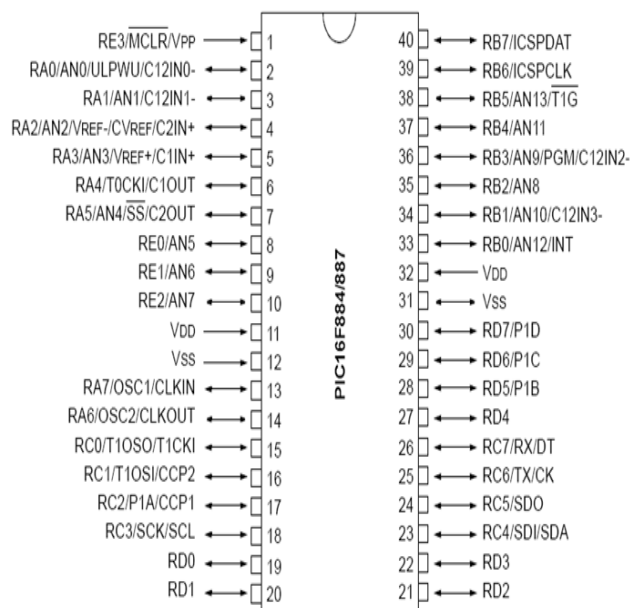 RE3/MCLR/VPP 1 40 RB7/ICSPDAT
RA0/AN0/ULPWU/C12IN0- 2 39 RB6/ICSPCLK
RA1/AN1/C12IN1- 3 38 RB5/AN13/T1G
RA2/AN2/VREF-/CVREF/C2IN+ 4 37 RB4/AN11
RA3/AN3/VREF+/C1IN+ 5 36 RB3/AN9/PGM/C12IN2-
RA4/T0CKI/C1OUT 6 35 RB2/AN8
RA5/AN4/SS/C2OUT 7 34 RB1/AN10/C12IN3-
RE0/AN5 8 33 RB0/AN12/INT
RE1/AN6 9 32 VDD
RE2/AN7 10 31 VSS
VDD 11 30 RD7/P1D
VSS 12 29 RD6/P1C
RA7/OSC1/CLKIN 13 28 RD5/P1B
RA6/OSC2/CLKOUT 14 27 RD4
RC0/T1OSO/T1CKI 15 26 RC7/RX/DT
RC1/T1OSI/CCP2 16 25 RC6/TX/CK
RC2/P1A/CCP1 17 24 RC5/SDO
RC3/SCK/SCL 18 23 RC4/SDI/SDA
RD0 19 22 RD3
RD1 20 21 RD2
PIC16F884/887